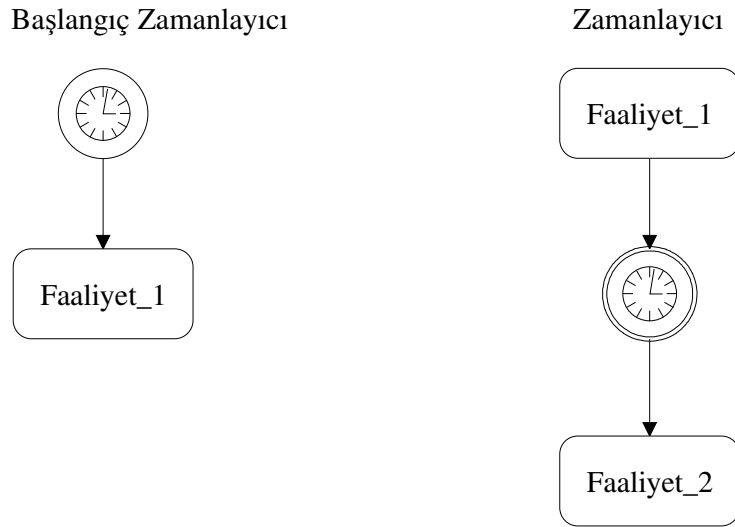 Başlangıç Zamanlayıcı
Faaliyet_1
Zamanlayıcı
Faaliyet_1
Faaliyet_2